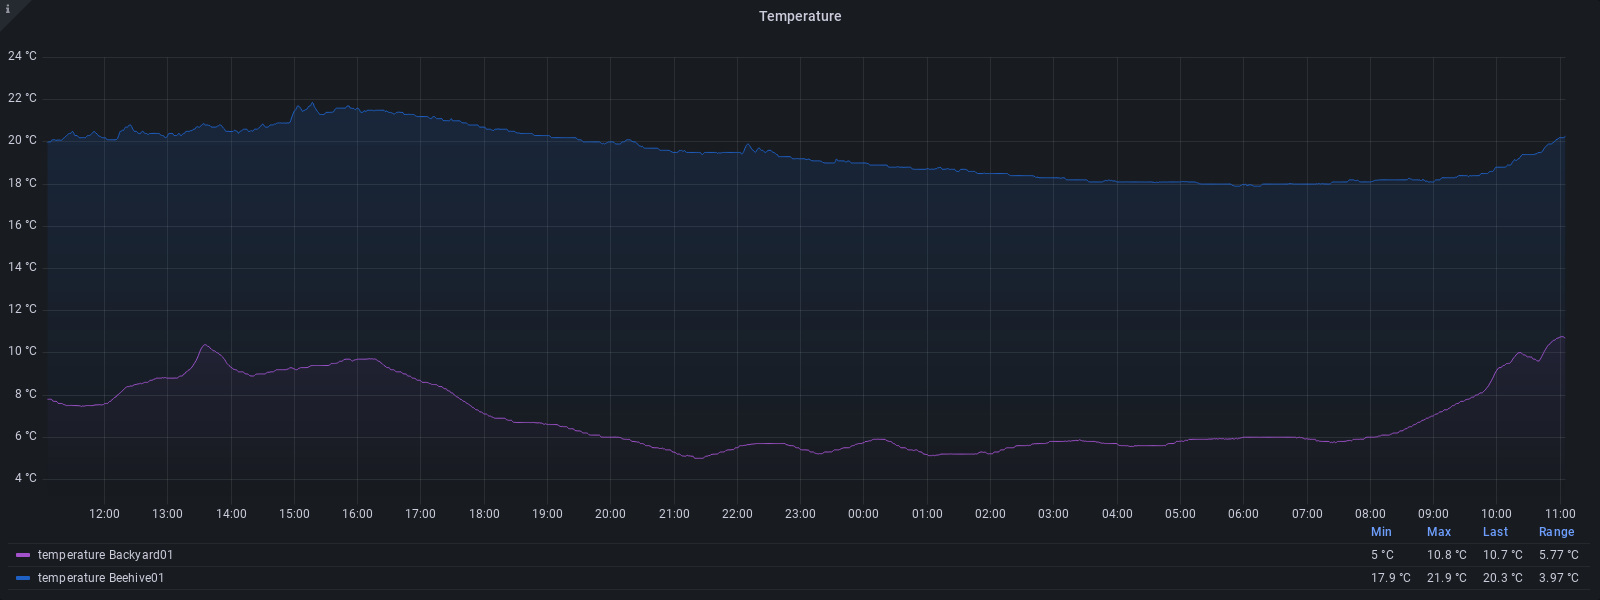 i
Temperature
24 °C
22 °C
20 °C
18 °C
16 °C
14 °C
12 °C
10 °C
8 °C
6 °C
4 °C
12:00 13:00 14:00 15:00 16:00 17:00 18:00 19:00 20:00 21:00 22:00 23:00 00:00 01:00 02:00 03:00 04:00 05:00 06:00 07:00 08:00 09:00 10:00 11:00
Min Max Last Range
temperature Backyard01 5 °C 10.8 °C 10.7 °C 5.77 °C
temperature Beehive01 17.9 °C 21.9 °C 20.3 °C 3.97 °C